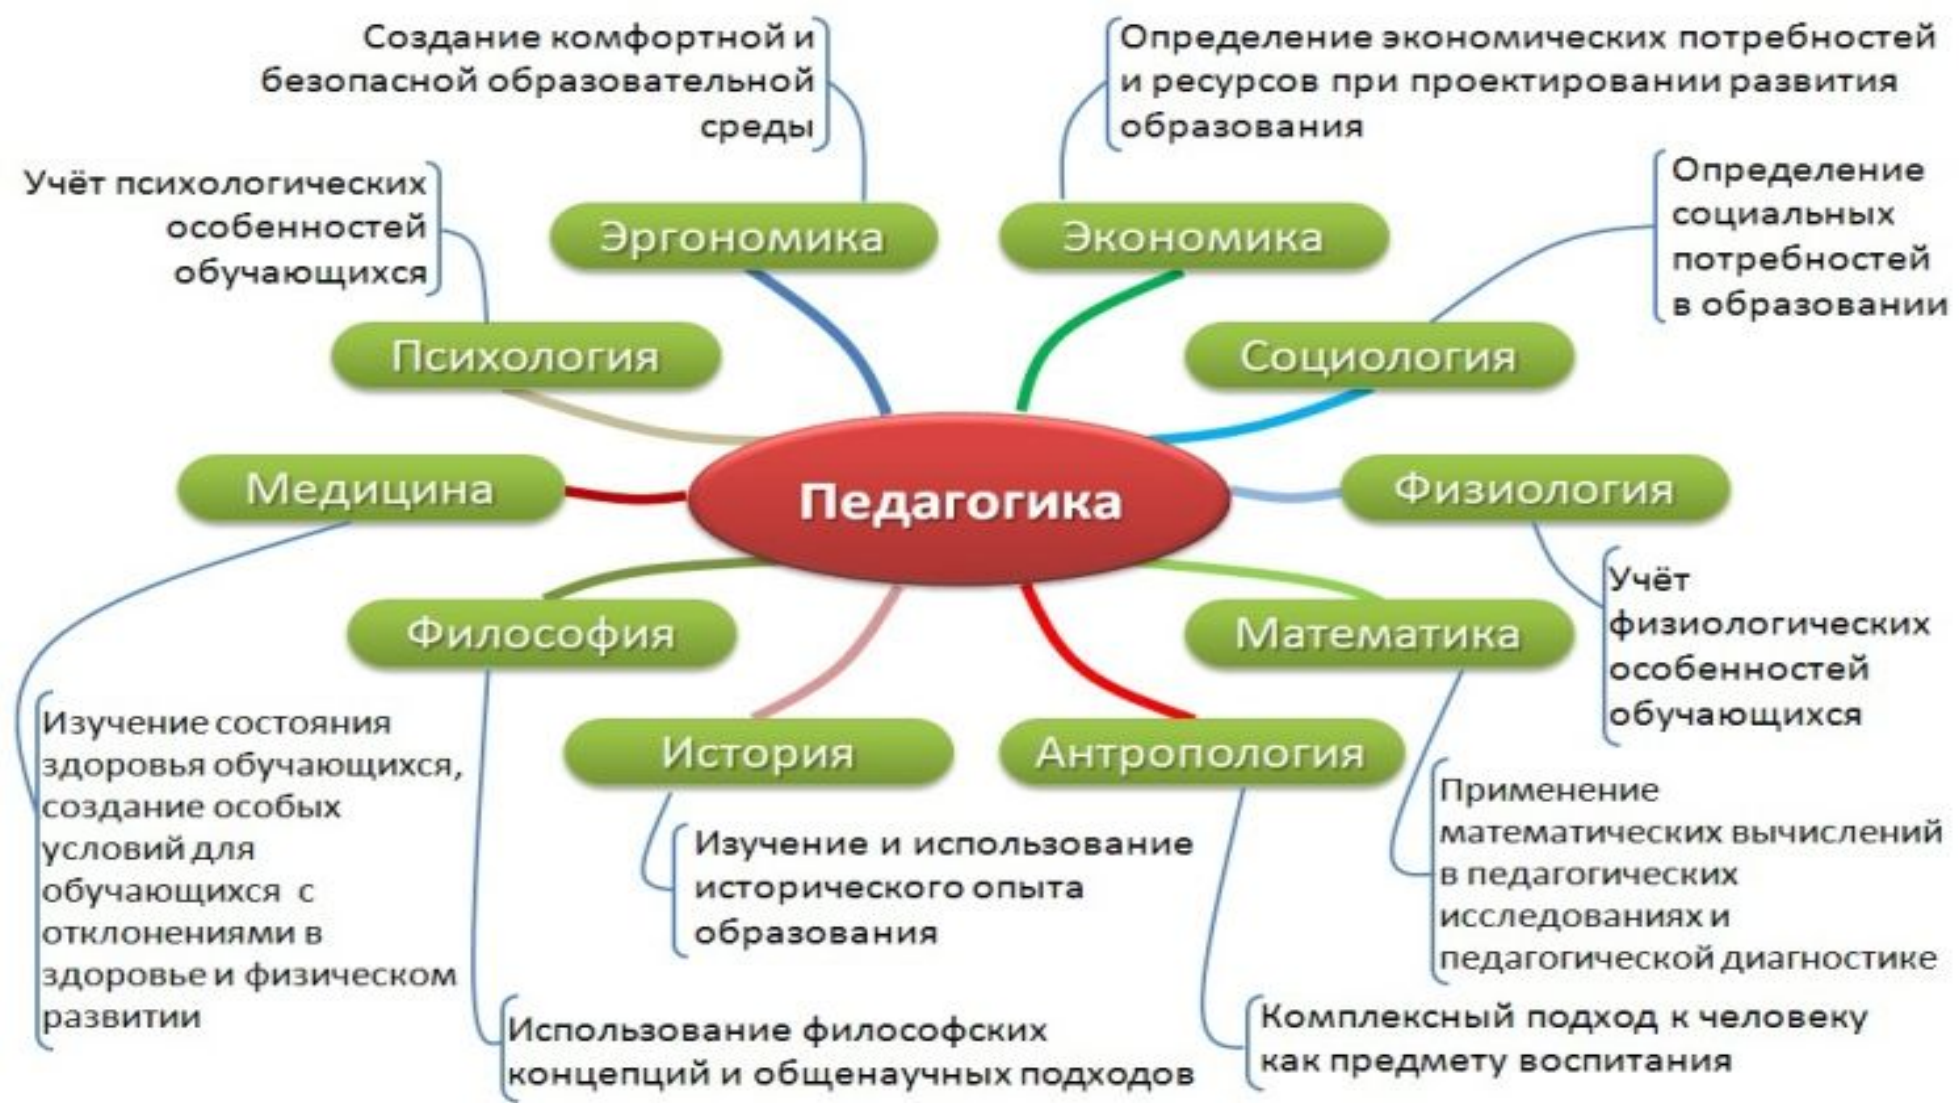 Создание комфортной и
безопасной образовательной
среды
Определение экономических потребностей
и ресурсов при проектировании развития
образования
Учёт психологических
особенностей
обучающихся
Определение
социальных
потребностей
в образовании
Эргономика
Экономика
Психология
Социология
Медицина
Педагогика
Физиология
Философия
Математика
История
Антропология
Учёт
физиологических
особенностей
обучающихся
Изучение состояния
здоровья обучающихся,
создание особых
условий для
обучающихся с
отклонениями в
здоровье и физическом
развитии
Изучение и использование
исторического опыта
образования
Применение
математических вычислений
в педагогических
исследованиях и
педагогической диагностике
Использование философских
концепций и общенаучных подходов
Комплексный подход к человеку
как предмету воспитания